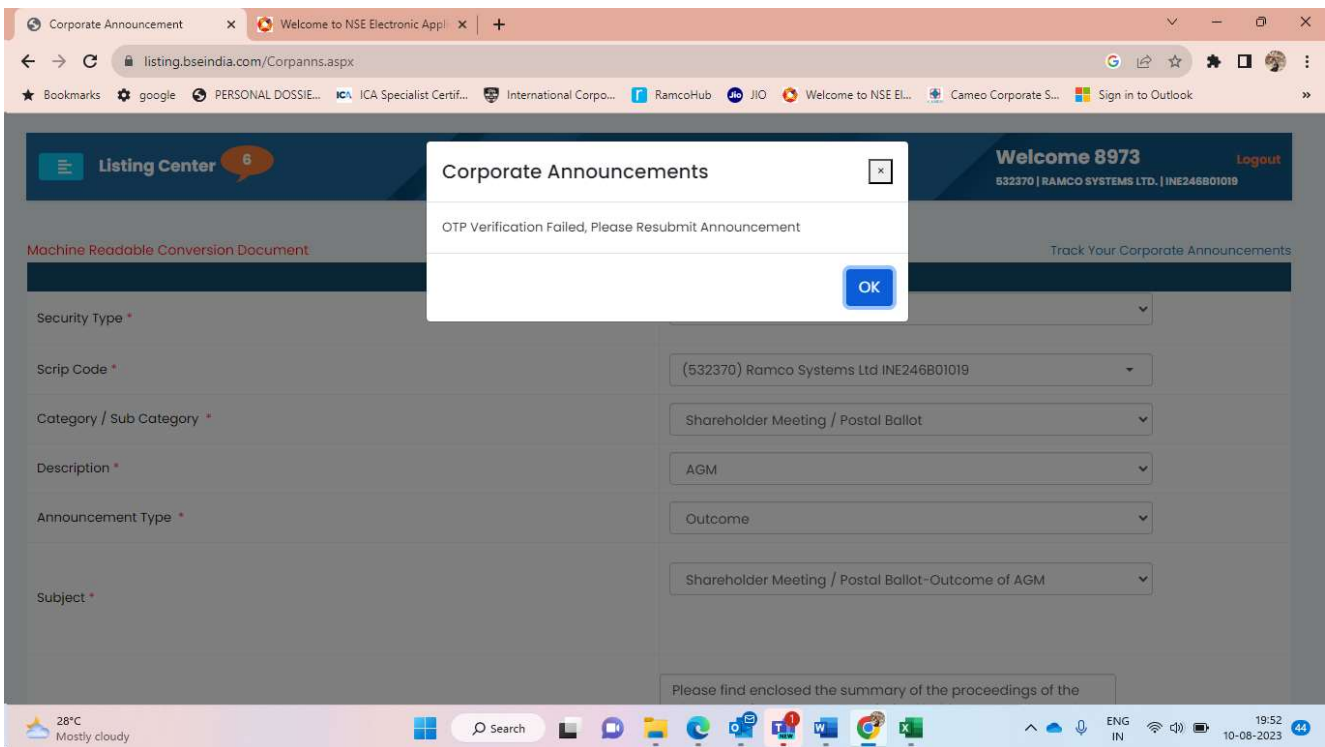 Corporate Announcement
Welcome to NSE Electronic Appl
listing.bseindia.com/Corpanns.aspx
Bookmarks google PERSONAL DOSSIE... ICA ICA Specialist Certif... International Corpo... RamcoHub Jio JIO Welcome to NSE El... Cameo Corporate S... Sign in to Outlook
Listing Center 6
Welcome 8973 Logout
532370 | RAMCO SYSTEMS LTD. | INE246B01019
Corporate Announcements
OTP Verification Failed, Please Resubmit Announcement
OK
Machine Readable Conversion Document
Track Your Corporate Announcements
Security Type *
Scrip Code * (532370) Ramco Systems Ltd INE246B01019
Category / Sub Category * Shareholder Meeting / Postal Ballot
Description * AGM
Announcement Type * Outcome
Subject * Shareholder Meeting / Postal Ballot-Outcome of AGM
Please find enclosed the summary of the proceedings of the
28°C
Mostly cloudy
Search
ENG
IN
19:52
10-08-2023
44